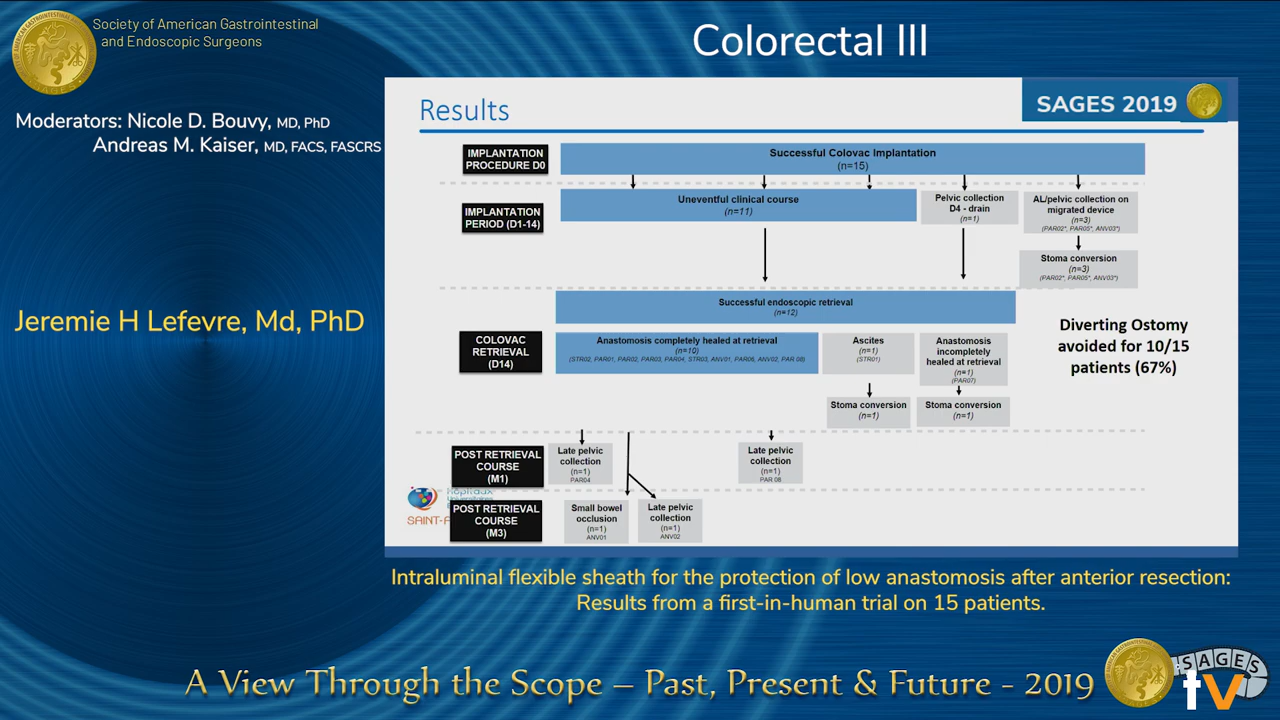 Society of American Gastrointestinal
and Endoscopic Surgeons
Colorectal III
Moderators: Nicole D. Bouvy, MD, PhD
Andreas M. Kaiser, MD, FACS, FASCRS
Jeremie H Lefevre, Md, PhD
Results
SAGES 2019
IMPLANTATION
PROCEDURE D0
Successful Colovac Implantation
(n=15)
IMPLANTATION
PERIOD (D1-14)
Uneventful clinical course
(n=11)
Pelvic collection
D4 - drain
(n=1)
AL/pelvic collection on
migrated device
(n=3)
(PAR02*, PAR05*, ANV03*)
Stoma conversion
(n=3)
(PAR02*, PAR05*, ANV03*)
Successful endoscopic retrieval
(n=12)
COLOVAC
RETRIEVAL
(D14)
Anastomosis completely healed at retrieval
(n=10)
(STR02, PAR01, PAR02, PAR03, PAR04, STR03, ANV01, PAR06, ANV02, PAR 08)
Ascites
(n=1)
(STR01)
Anastomosis
incompletely
healed at retrieval
(n=1)
(PAR07)
Stoma conversion
(n=1)
Stoma conversion
(n=1)
Diverting Ostomy
avoided for 10/15
patients (67%)
POST RETRIEVAL
COURSE
(M1)
Late pelvic
collection
(n=1)
PAR04
Late pelvic
collection
(n=1)
PAR 08
POST RETRIEVAL
COURSE
(M3)
Small bowel
occlusion
(n=1)
ANV01
Late pelvic
collection
(n=1)
ANV02
Intraluminal flexible sheath for the protection of low anastomosis after anterior resection:
Results from a first-in-human trial on 15 patients.
A View Through the Scope – Past, Present & Future - 2019
SAGES
tv